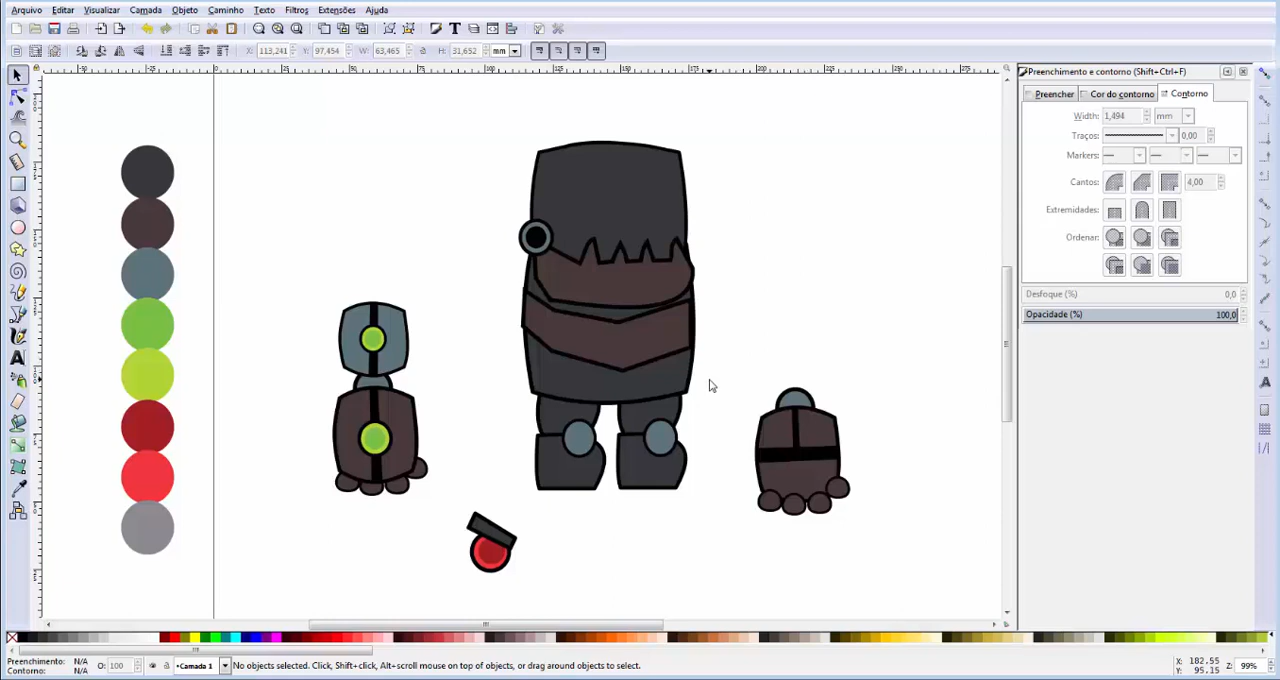 Arquivo Editar Visualizar Camada Objeto Caminho Texto Filtros Extensões Ajuda
X: 113,241 Y: 97,454 W: 63,465 H: 31,652 mm
Preenchimento e contorno (Shift+Ctrl+F)
Preencher Cor do contorno Contorno
Width: 1,494 mm
Traços: 0,00
Markers:
Cantos: 4,00
Extremidades:
Ordenar:
Desfoque (%) 0,0
Opacidade (%) 100,0
Preenchimento: N/A
Contorno: N/A
O: 100
•Camada 1
No objects selected. Click, Shift+click, Alt+scroll mouse on top of objects, or drag around objects to select.
X: 182,55
Y: 95,15
Z: 99%